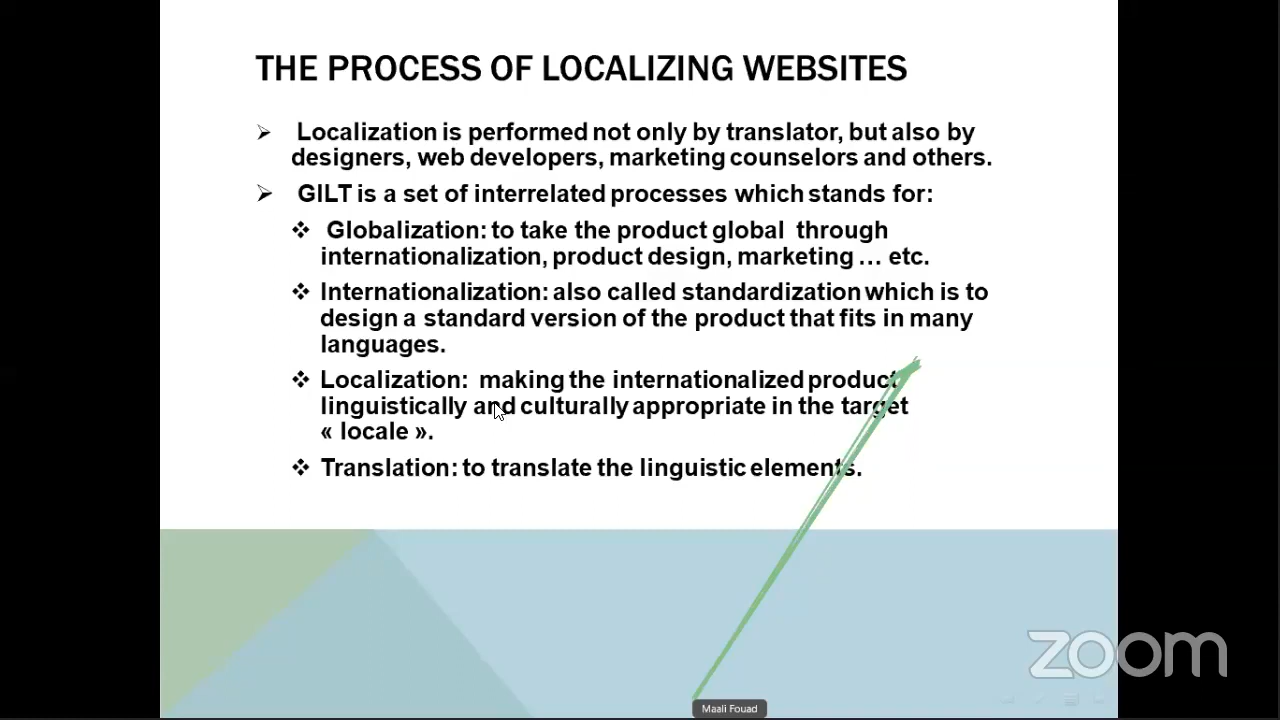 THE PROCESS OF LOCALIZING WEBSITES
Localization is performed not only by translator, but also by
designers, web developers, marketing counselors and others.
GILT is a set of interrelated processes which stands for:
Globalization: to take the product global through
internationalization, product design, marketing … etc.
Internationalization: also called standardization which is to
design a standard version of the product that fits in many
languages.
Localization: making the internationalized product
linguistically and culturally appropriate in the target
« locale ».
Translation: to translate the linguistic elements.
zoom
Maali Fouad